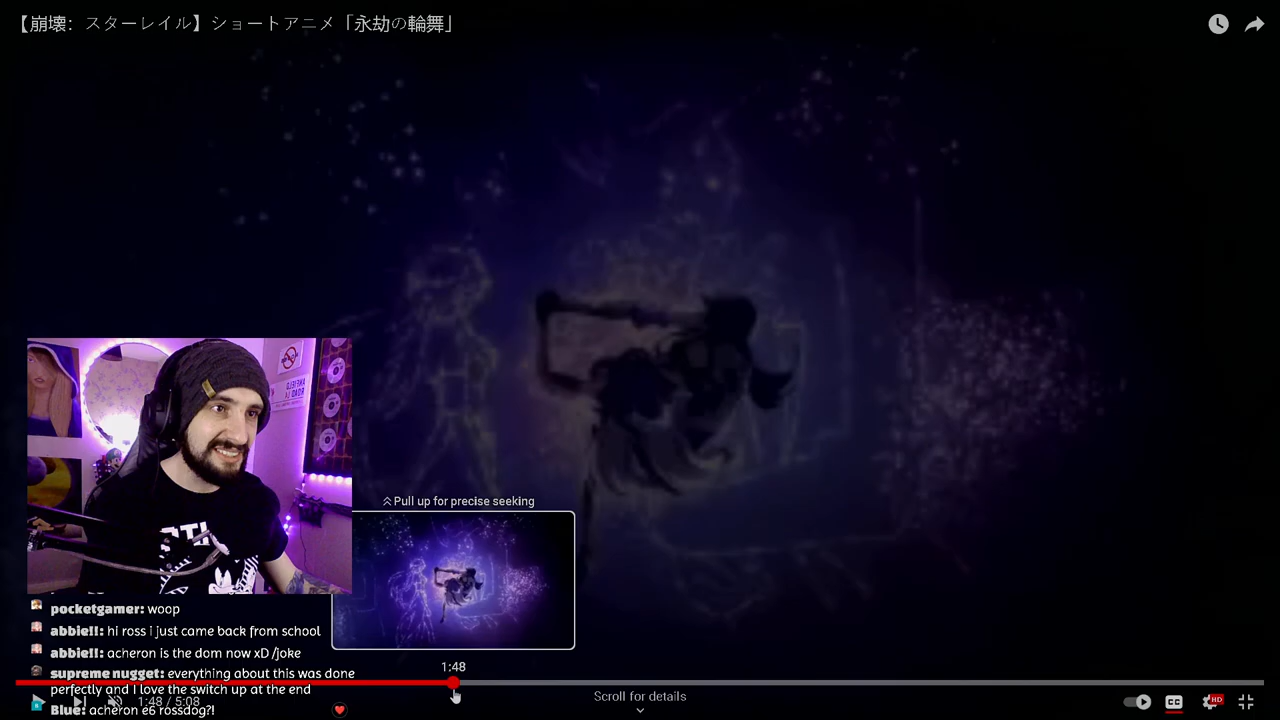 【崩壊：スターレイル】ショートアニメ「永劫の輪舞」
Pull up for precise seeking
pocketgamer: woop
abbie!!: hi ross i just came back from school
abbie!!: acheron is the dom now xD /joke
supreme nugget: everything about this was done
perfectly and I love the switch up at the end
Blue: acheron e6 rossdog?!
1:48
1:48 / 5:08
Scroll for details
CC
HD